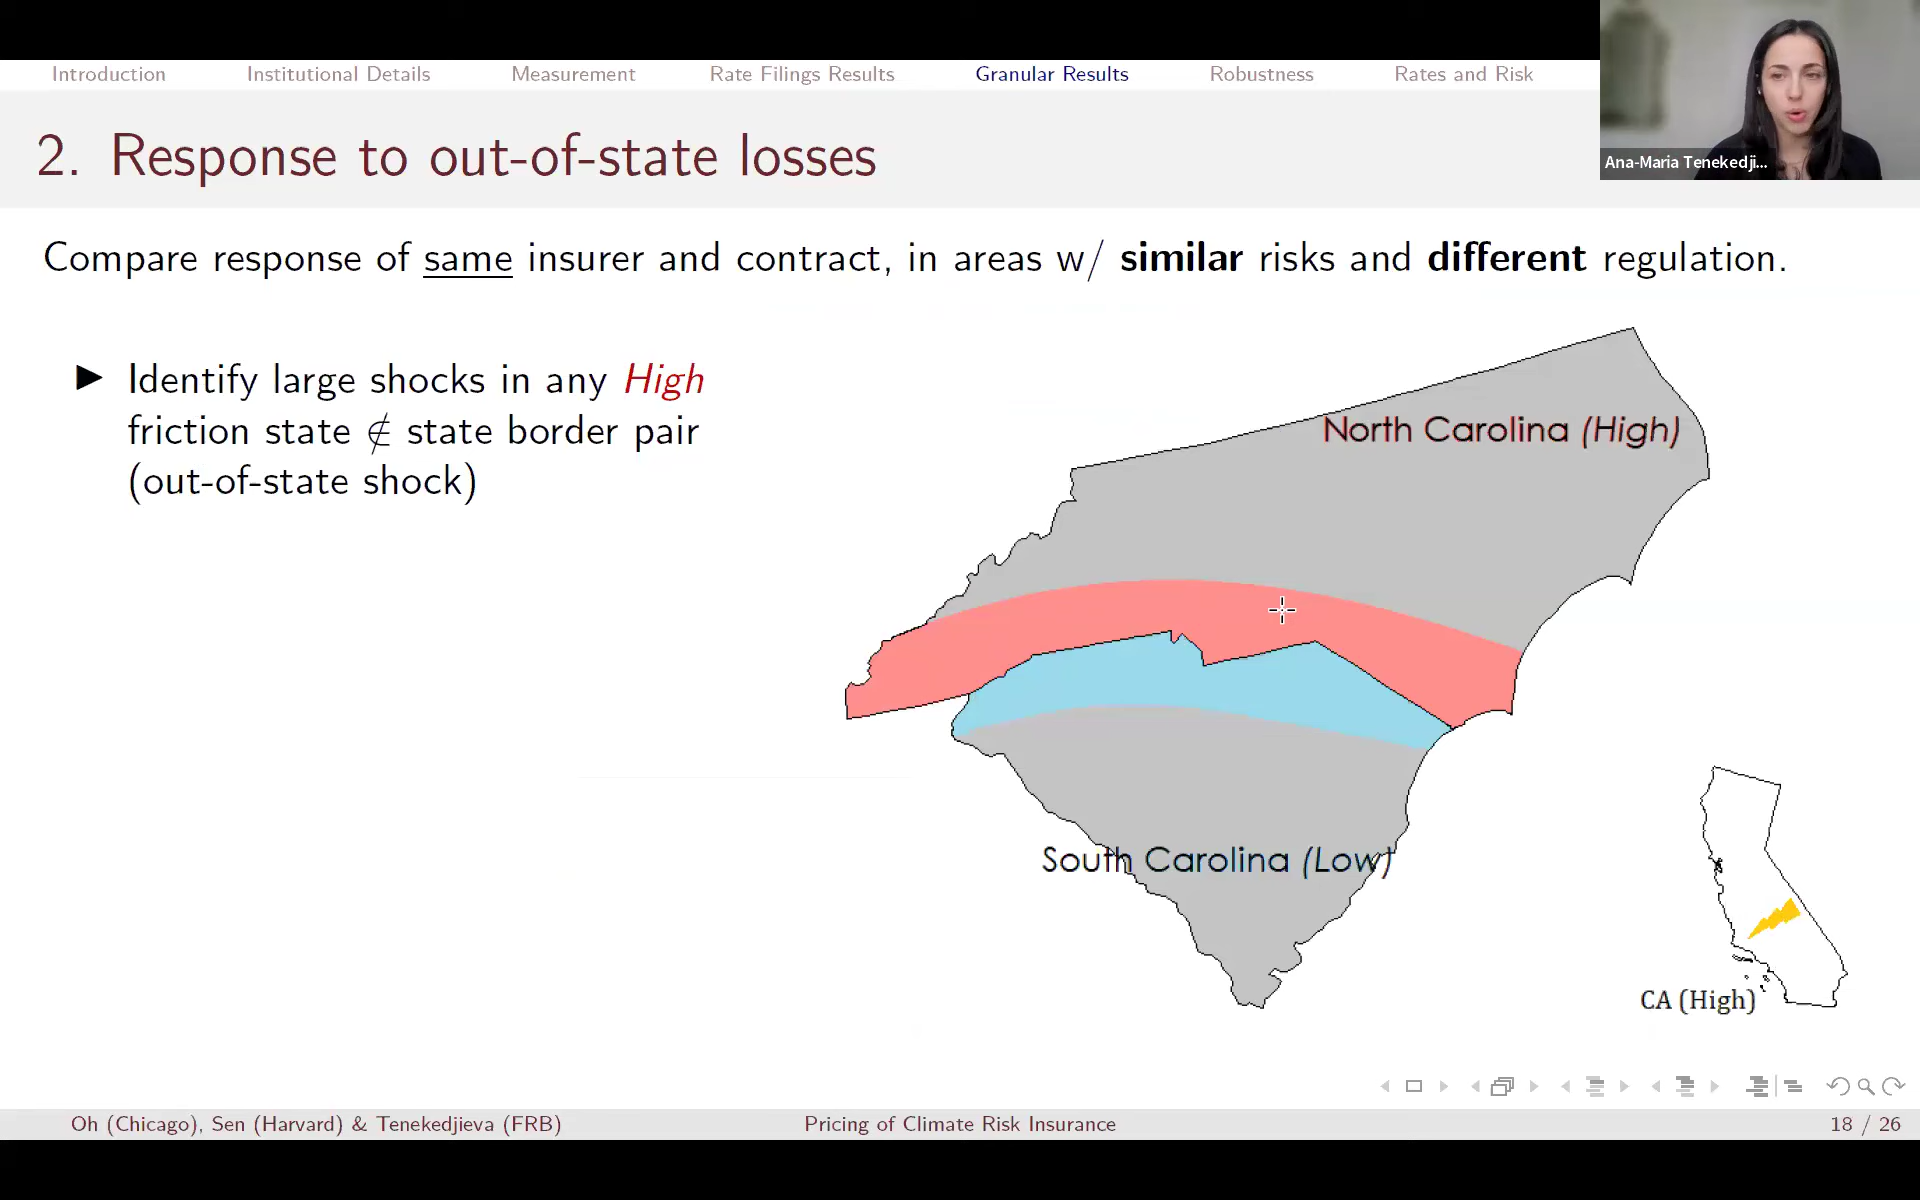 Introduction Institutional Details Measurement Rate Filings Results Granular Results Robustness Rates and Risk
Ana-Maria Tenekedji...
2. Response to out-of-state losses
Compare response of same insurer and contract, in areas w/ similar risks and different regulation.
▶ Identify large shocks in any High
friction state ∉ state border pair
(out-of-state shock)
North Carolina (High)
South Carolina (Low)
CA (High)
Oh (Chicago), Sen (Harvard) & Tenekedjieva (FRB) Pricing of Climate Risk Insurance 18 / 26